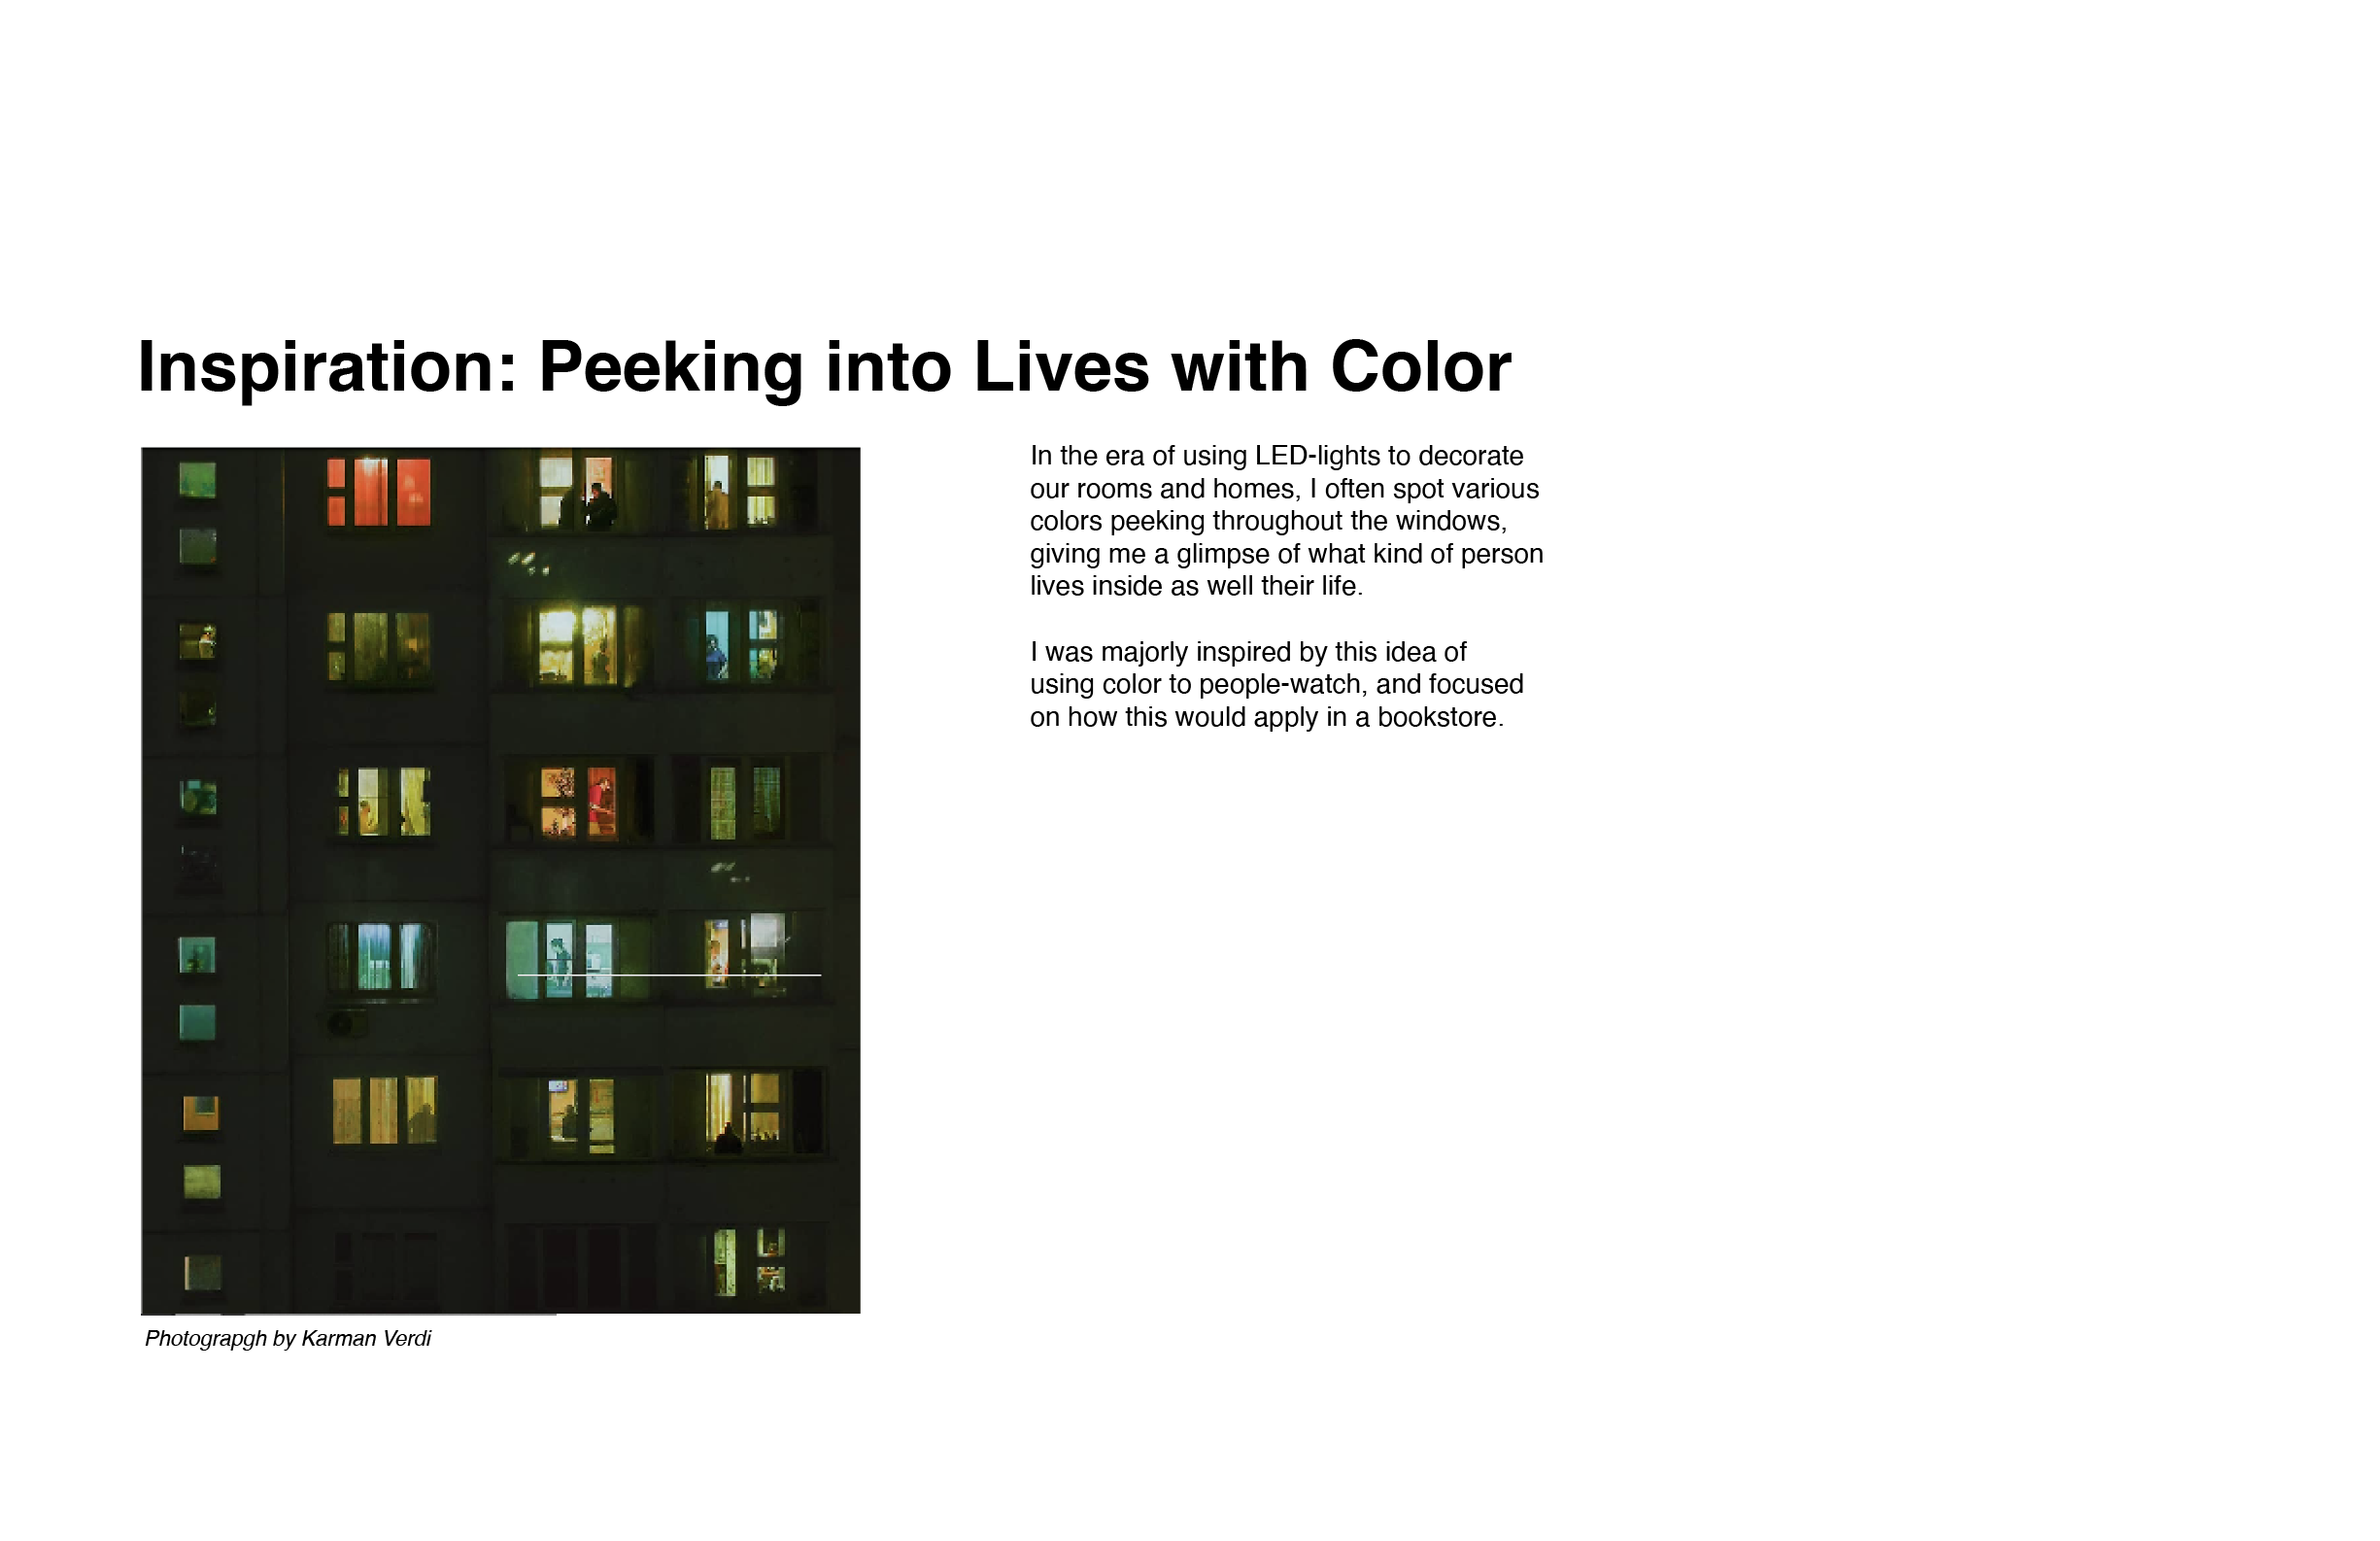 Inspiration: Peeking into Lives with Color
In the era of using LED-lights to decorate
our rooms and homes, I often spot various
colors peeking throughout the windows,
giving me a glimpse of what kind of person
lives inside as well their life.
I was majorly inspired by this idea of
using color to people-watch, and focused
on how this would apply in a bookstore.
Photograpgh by Karman Verdi